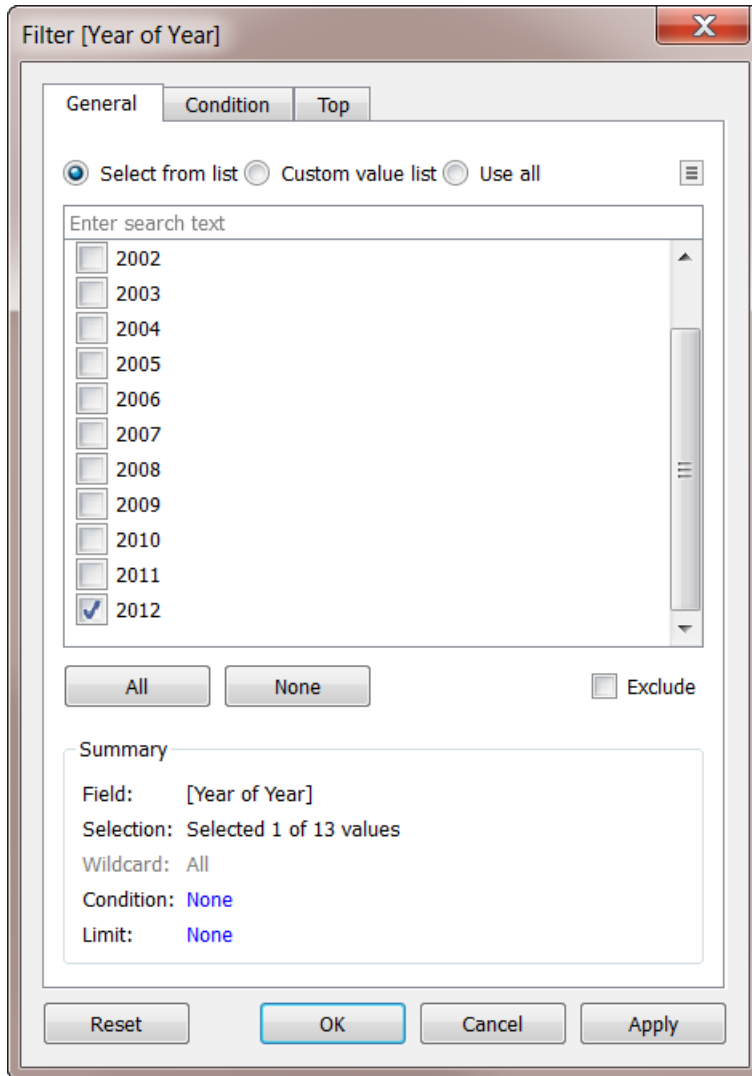 Filter [Year of Year]
General Condition Top
Select from list Custom value list Use all
Enter search text
2002
2003
2004
2005
2006
2007
2008
2009
2010
2011
2012
All None Exclude
Summary
Field: [Year of Year]
Selection: Selected 1 of 13 values
Wildcard: All
Condition: None
Limit: None
Reset OK Cancel Apply